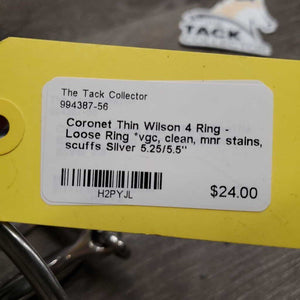 TACK
The Tack Collector
994387-56
Coronet Thin Wilson 4 Ring -
Loose Ring *vgc, clean, mnr stains,
scuffs Silver 5.25/5.5"
$24.00
H2PYJL